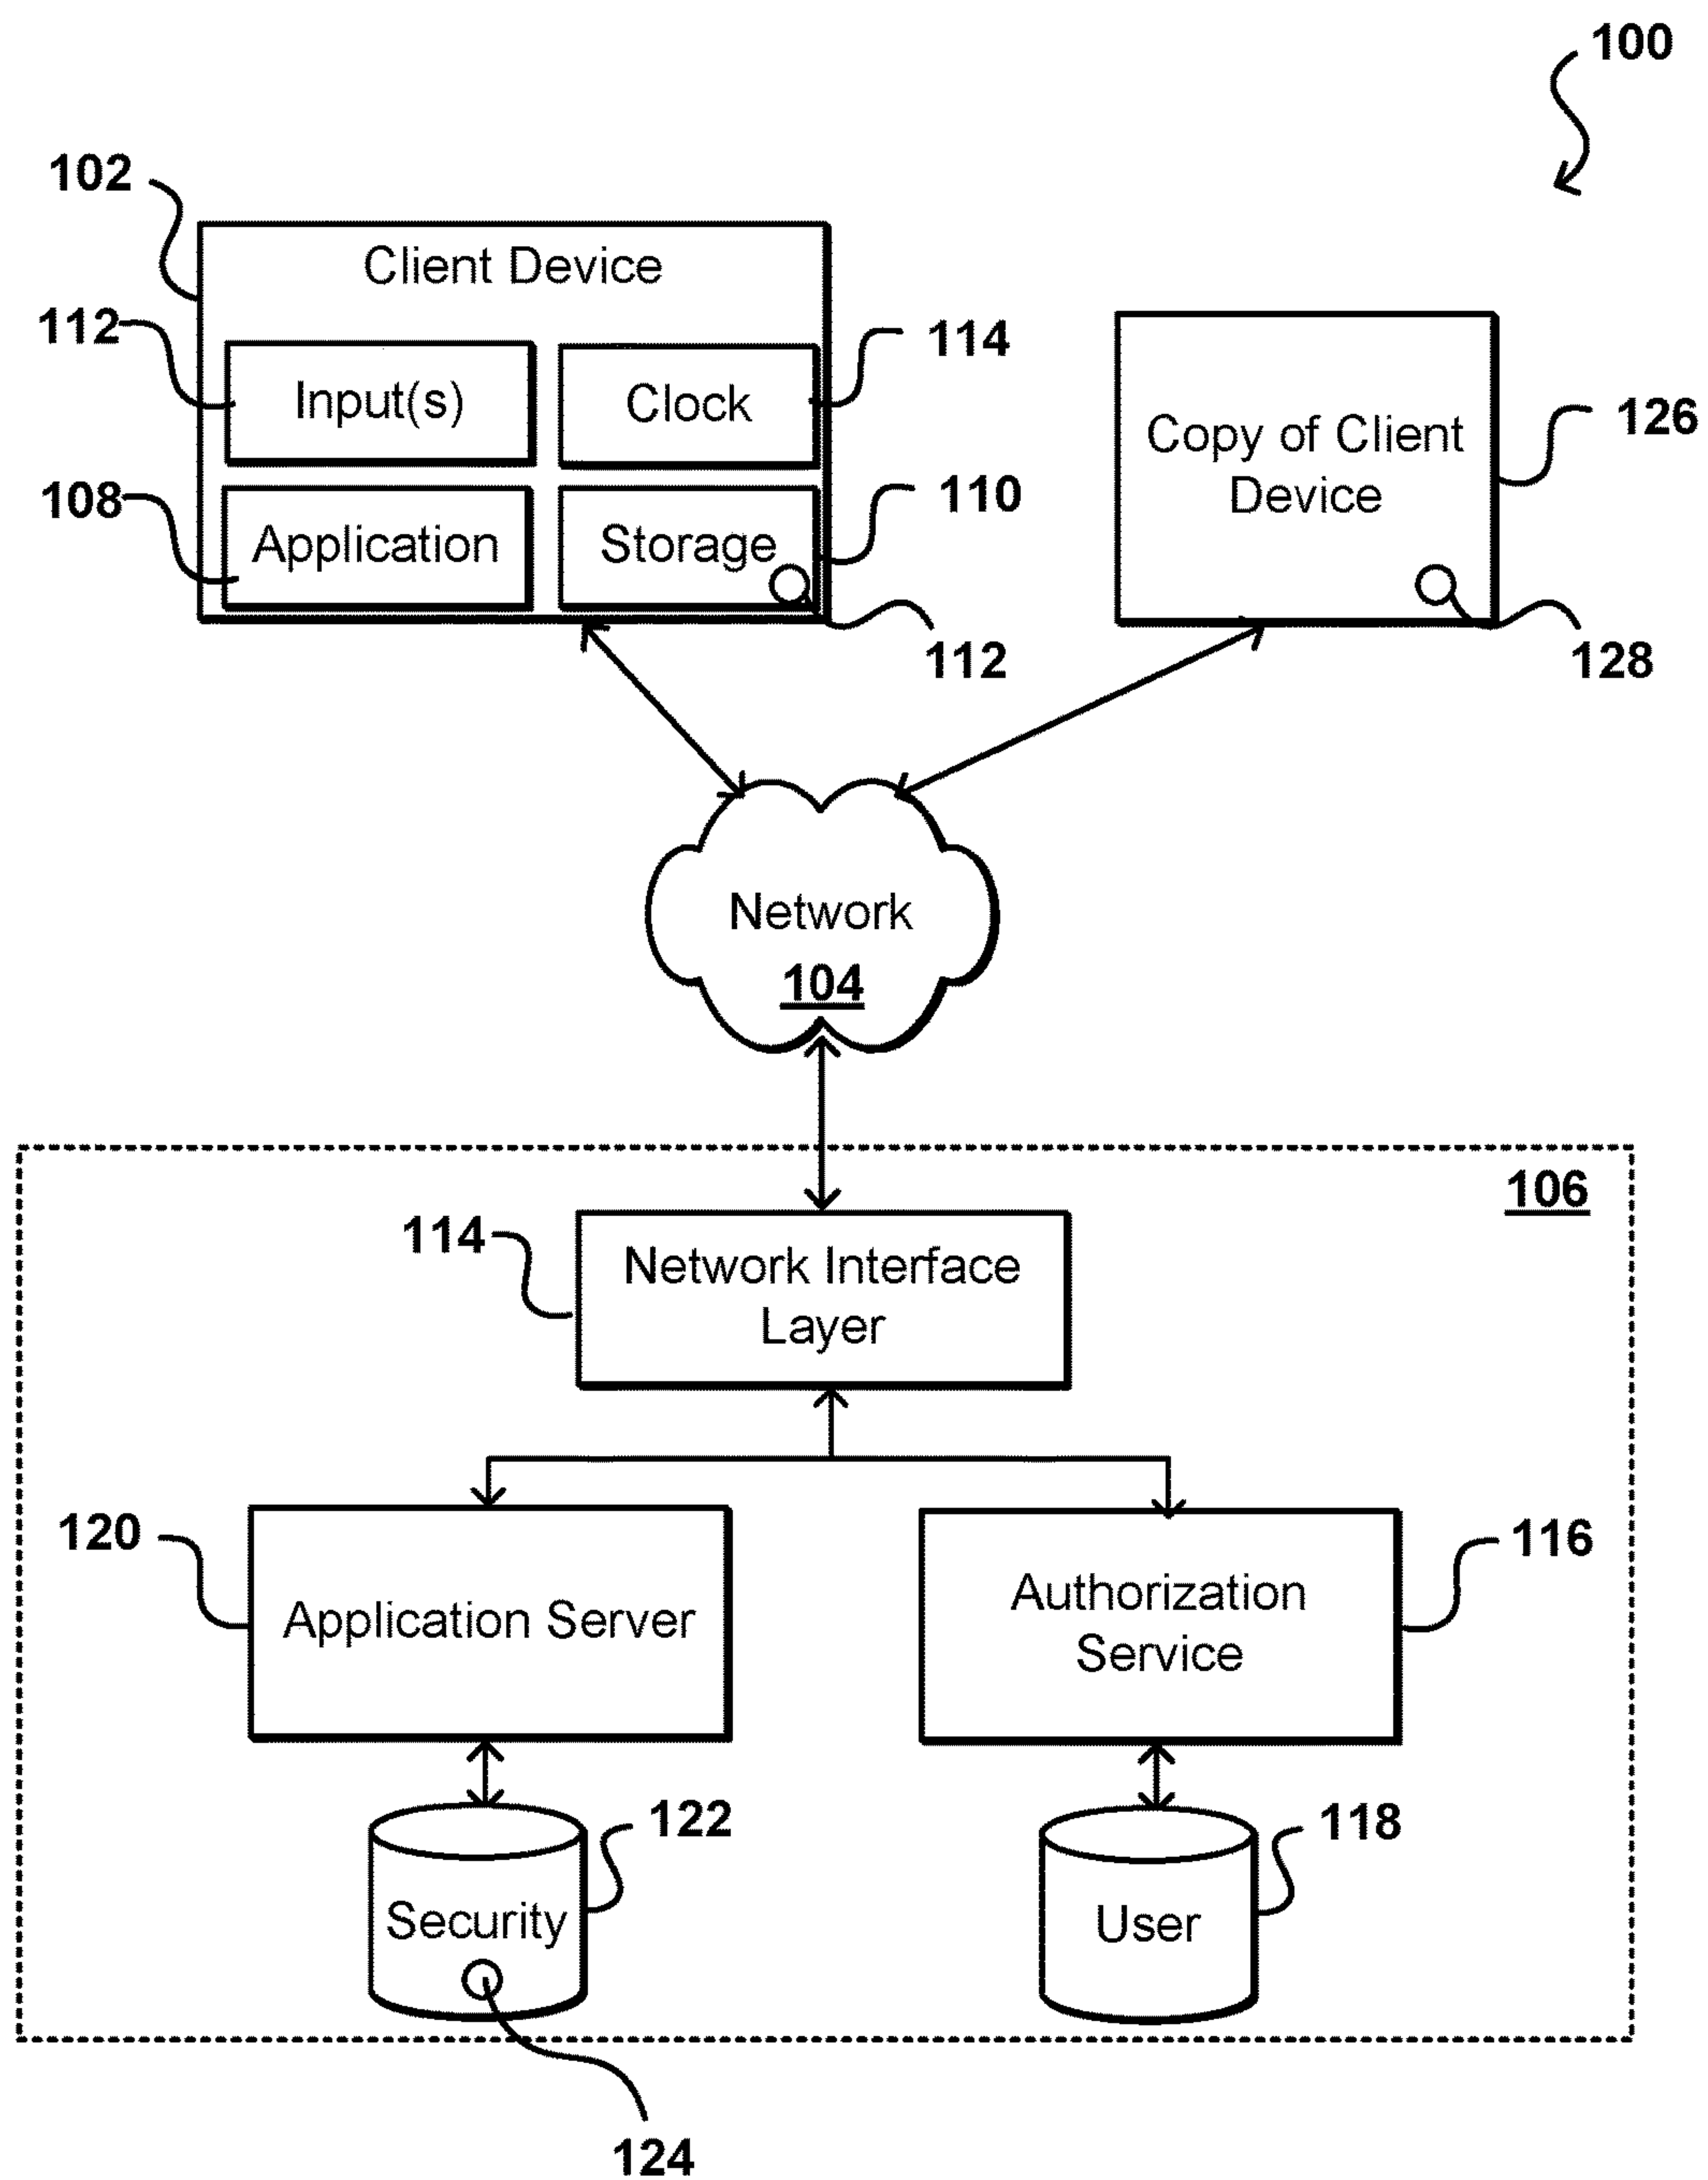 100
102
Client Device
112
Input(s)
Clock
114
108
Application
Storage
110
112
Copy of Client
Device
126
128
Network
104
106
114
Network Interface
Layer
120
Application Server
Authorization
Service
116
Security
122
User
118
124